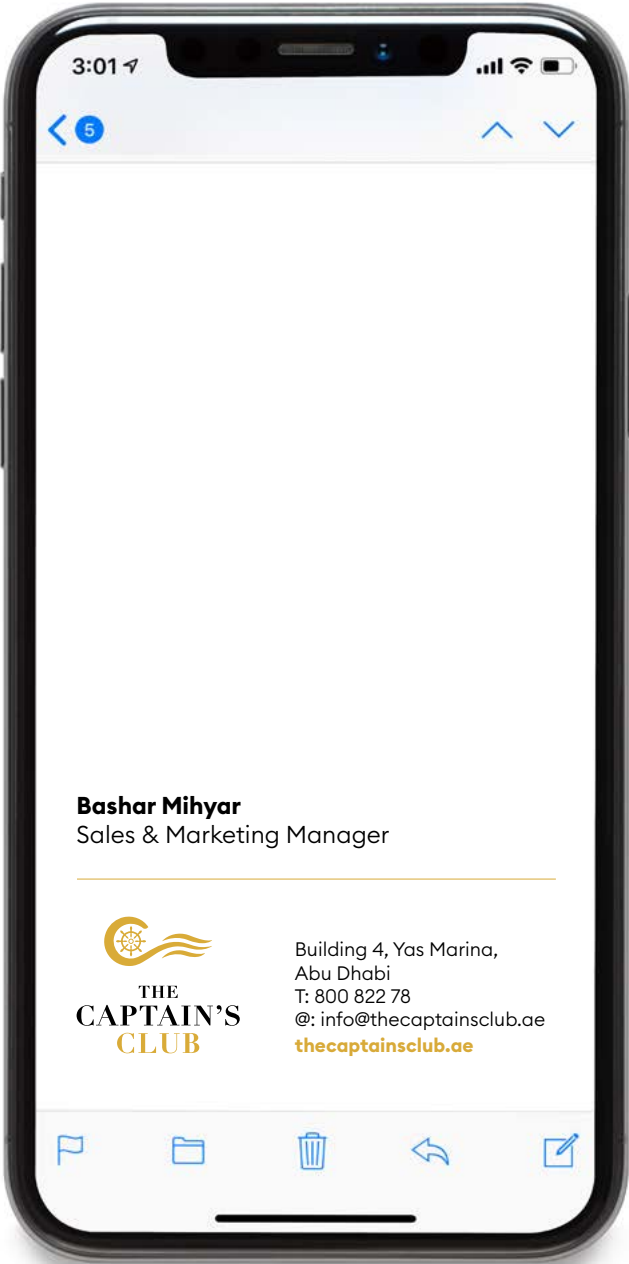 3:01
5
Bashar Mihyar
Sales & Marketing Manager
THE
CAPTAIN'S
CLUB
Building 4, Yas Marina,
Abu Dhabi
T: 800 822 78
@: info@thecaptainsclub.ae
thecaptainsclub.ae